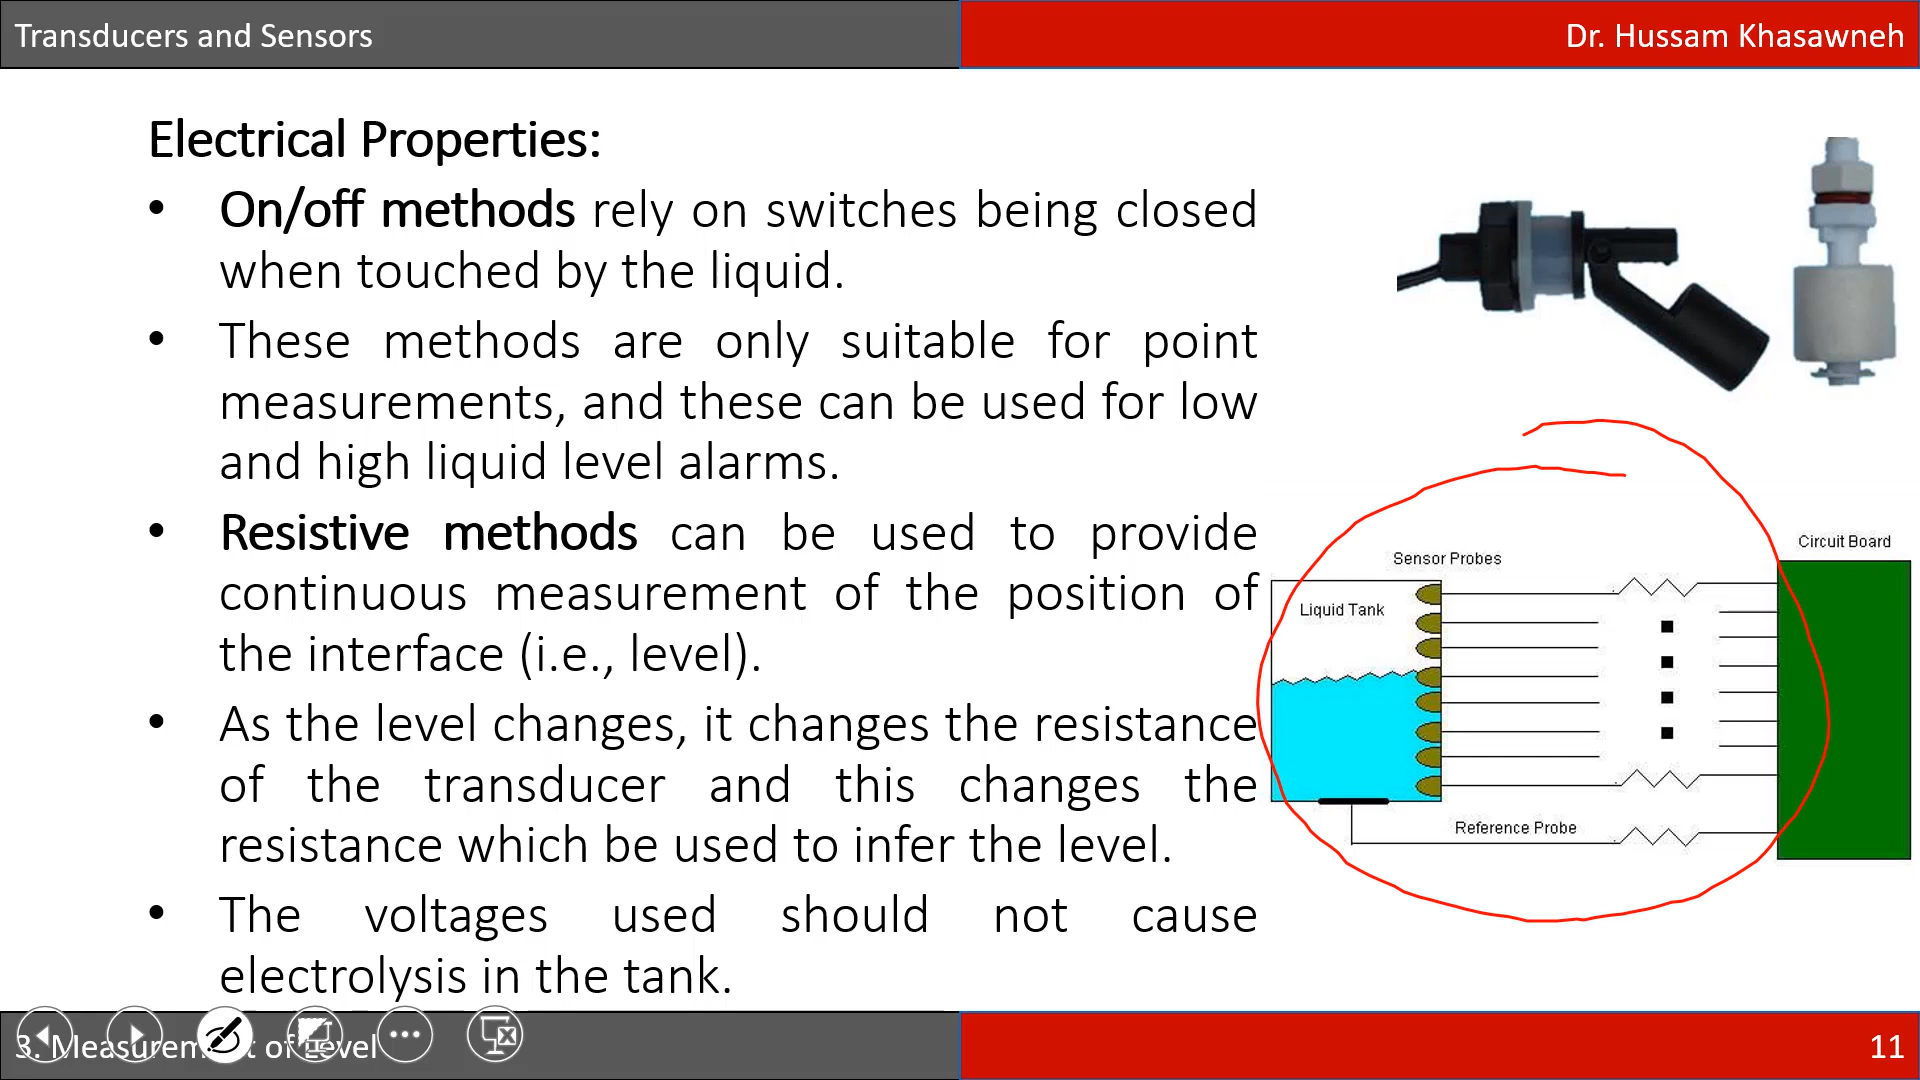 Transducers and Sensors
Dr. Hussam Khasawneh
Electrical Properties:
• On/off methods rely on switches being closed
when touched by the liquid.
• These methods are only suitable for point
measurements, and these can be used for low
and high liquid level alarms.
• Resistive methods can be used to provide
continuous measurement of the position of
the interface (i.e., level).
• As the level changes, it changes the resistance
of the transducer and this changes the
resistance which be used to infer the level.
• The voltages used should not cause
electrolysis in the tank.
Circuit Board
Sensor Probes
Liquid Tank
Reference Probe
3. Measurement of Level
11